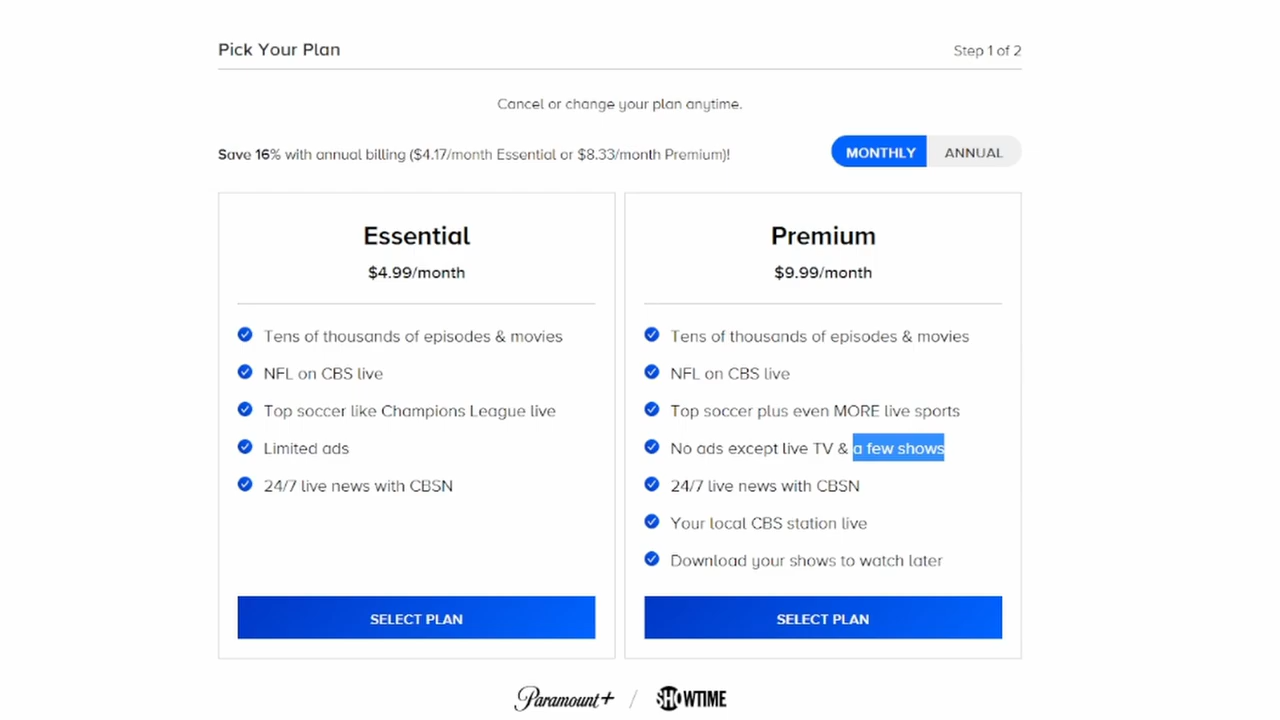 Pick Your Plan
Step 1 of 2
Cancel or change your plan anytime.
Save 16% with annual billing ($4.17/month Essential or $8.33/month Premium)!
MONTHLY
ANNUAL
Essential
$4.99/month
Tens of thousands of episodes & movies
NFL on CBS live
Top soccer like Champions League live
Limited ads
24/7 live news with CBSN
SELECT PLAN
Premium
$9.99/month
Tens of thousands of episodes & movies
NFL on CBS live
Top soccer plus even MORE live sports
No ads except live TV & a few shows
24/7 live news with CBSN
Your local CBS station live
Download your shows to watch later
SELECT PLAN
Paramount+ / SHOWTIME